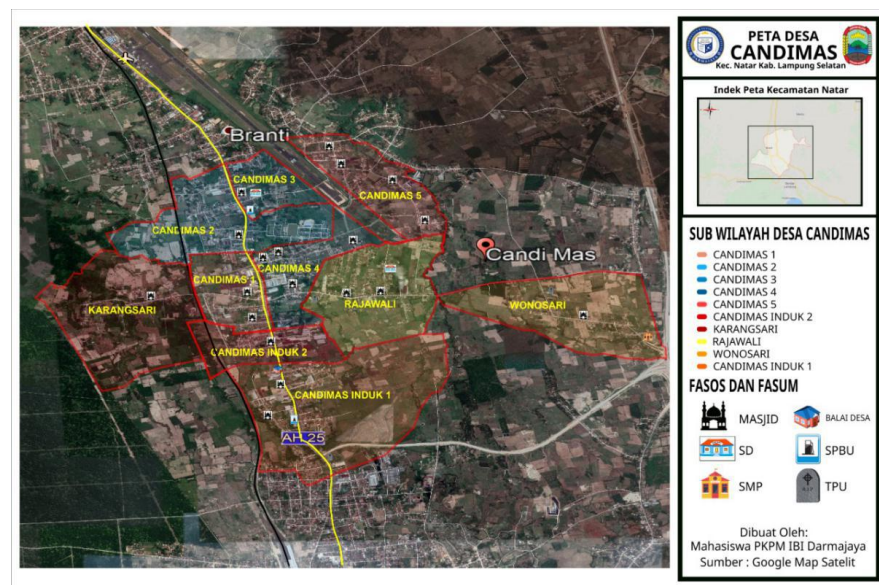 PETA DESA
CANDIMAS
Kec. Natar Kab. Lampung Selatan
Indek Peta Kecamatan Natar
SUB WILAYAH DESA CANDIMAS
CANDIMAS 1
CANDIMAS 2
CANDIMAS 3
CANDIMAS 4
CANDIMAS 5
CANDIMAS INDUK 2
KARANGSARI
RAJAWALI
WONOSARI
CANDIMAS INDUK 1
FASOS DAN FASUM
MASJID
BALAI DESA
SD
SPBU
SMP
TPU
Dibuat Oleh:
Mahasiswa PKPM IBI Darmajaya
Sumber : Google Map Satelit
Branti
CANDIMAS 3
CANDIMAS 5
CANDIMAS 2
Candi Mas
CANDIMAS 4
KARANGSARI
RAJAWALI
WONOSARI
CANDIMAS INDUK 2
CANDIMAS INDUK 1
AH 25